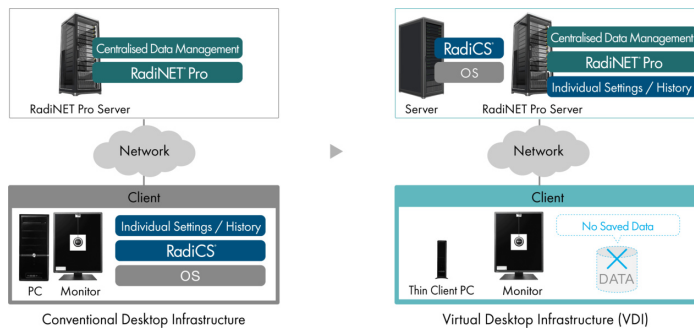 Centralised Data Management
RadiNET® Pro
RadiNET Pro Server
Network
Client
Individual Settings / History
RadiCS®
OS
PC
Monitor
Conventional Desktop Infrastructure
RadiCS®
OS
Centralised Data Management
RadiNET® Pro
Individual Settings / History
Server
RadiNET Pro Server
Network
Client
No Saved Data
DATA
Thin Client PC
Monitor
Virtual Desktop Infrastructure (VDI)